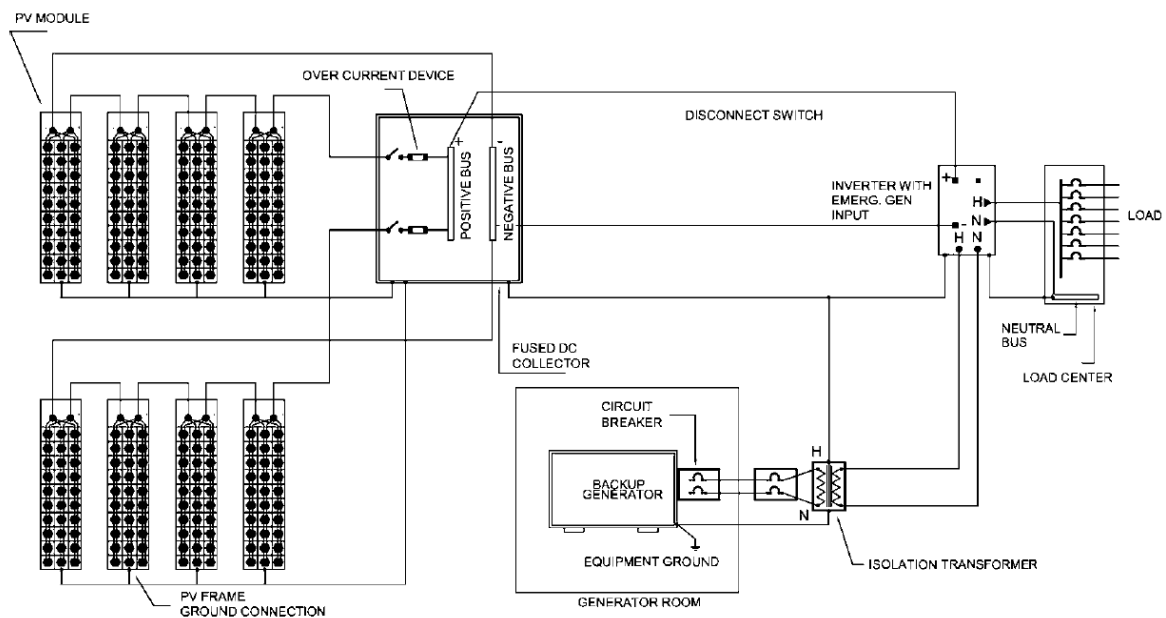 PV MODULE
OVER CURRENT DEVICE
DISCONNECT SWITCH
+
-
POSITIVE BUS
NEGATIVE BUS
INVERTER WITH
EMERG. GEN
INPUT
+
H
N
-
H
N
LOAD
NEUTRAL
BUS
LOAD CENTER
FUSED DC
COLLECTOR
CIRCUIT
BREAKER
H
BACKUP
GENERATOR
N
EQUIPMENT GROUND
ISOLATION TRANSFORMER
PV FRAME
GROUND CONNECTION
GENERATOR ROOM